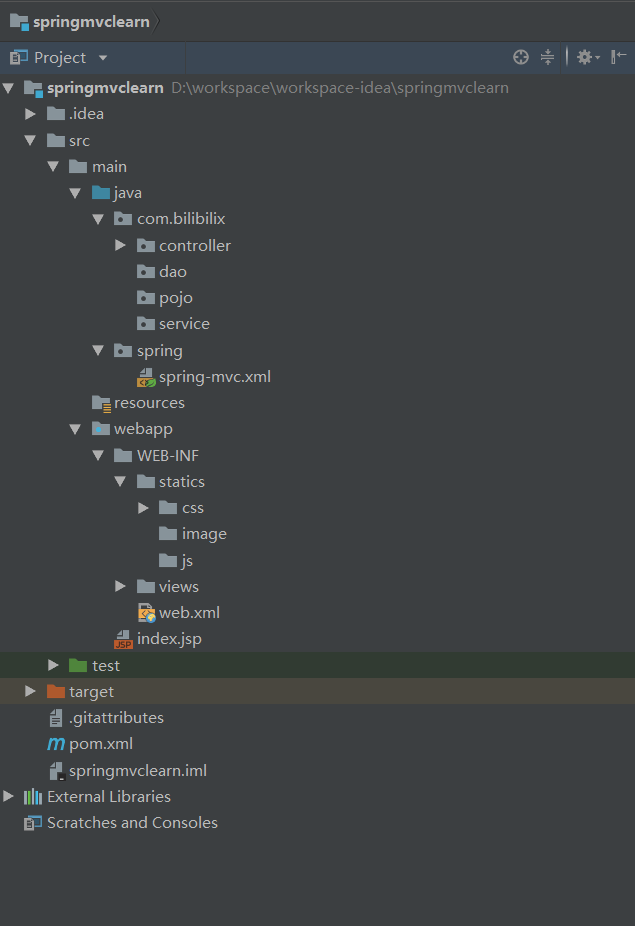 springmvclearn
Project
springmvclearn D:\workspace\workspace-idea\springmvclearn
.idea
src
main
java
com.bilibilix
controller
dao
pojo
service
spring
spring-mvc.xml
resources
webapp
WEB-INF
statics
css
image
js
views
web.xml
index.jsp
test
target
.gitattributes
pom.xml
springmvclearn.iml
External Libraries
Scratches and Consoles